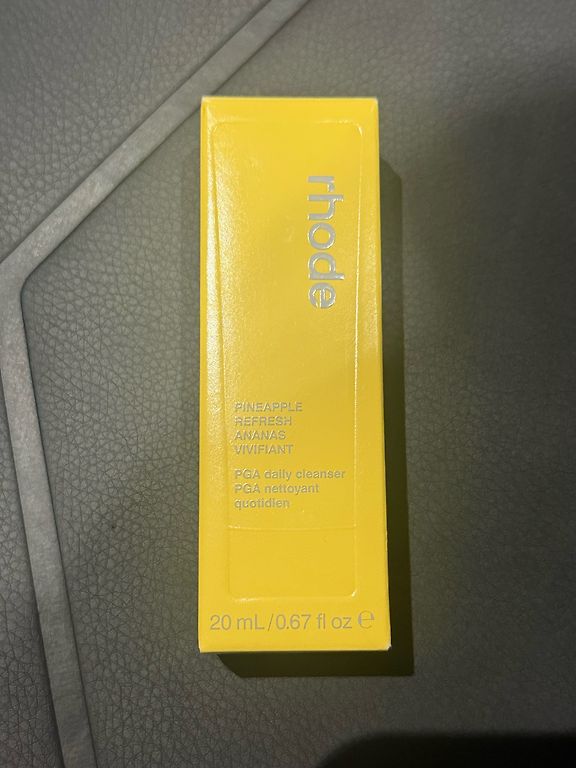 rhode
PINEAPPLE
REFRESH
ANANAS
VIVIFIANT
PGA daily cleanser
PGA nettoyant
quotidien
20 mL/0.67 fl oz ℮